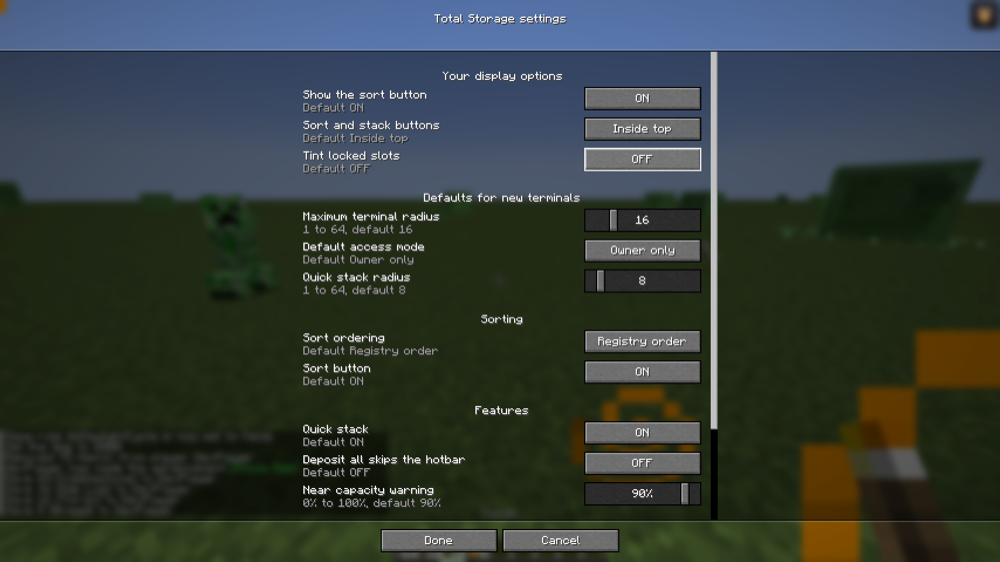 Total Storage settings
Your display options
Show the sort button
Default ON
ON
Sort and stack buttons
Default Inside top
Inside top
Tint locked slots
Default OFF
OFF
Defaults for new terminals
Maximum terminal radius
1 to 64, default 16
16
Default access mode
Default Owner only
Owner only
Quick stack radius
1 to 64, default 8
8
Sorting
Sort ordering
Default Registry order
Registry order
Sort button
Default ON
ON
Features
Quick stack
Default ON
ON
Deposit all skips the hotbar
Default OFF
OFF
Near capacity warning
0% to 100%, default 90%
90%
Done
Cancel